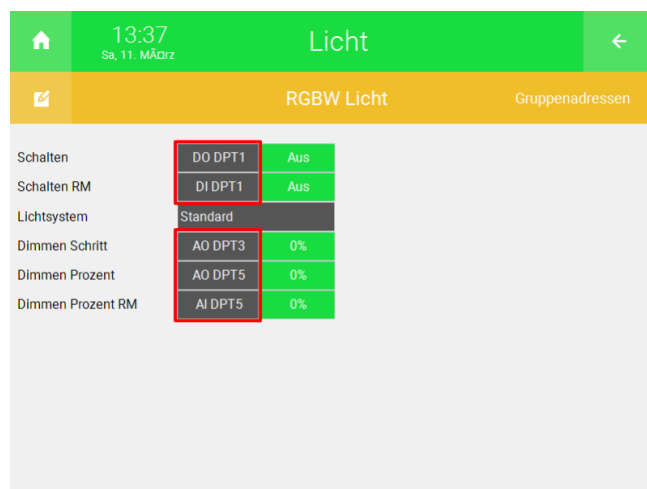 13:37
Sa, 11. MÃ¤rz
Licht
RGBW Licht
Gruppenadressen
Schalten DO DPT1 Aus
Schalten RM DI DPT1 Aus
Lichtsystem Standard
Dimmen Schritt AO DPT3 0%
Dimmen Prozent AO DPT5 0%
Dimmen Prozent RM AI DPT5 0%